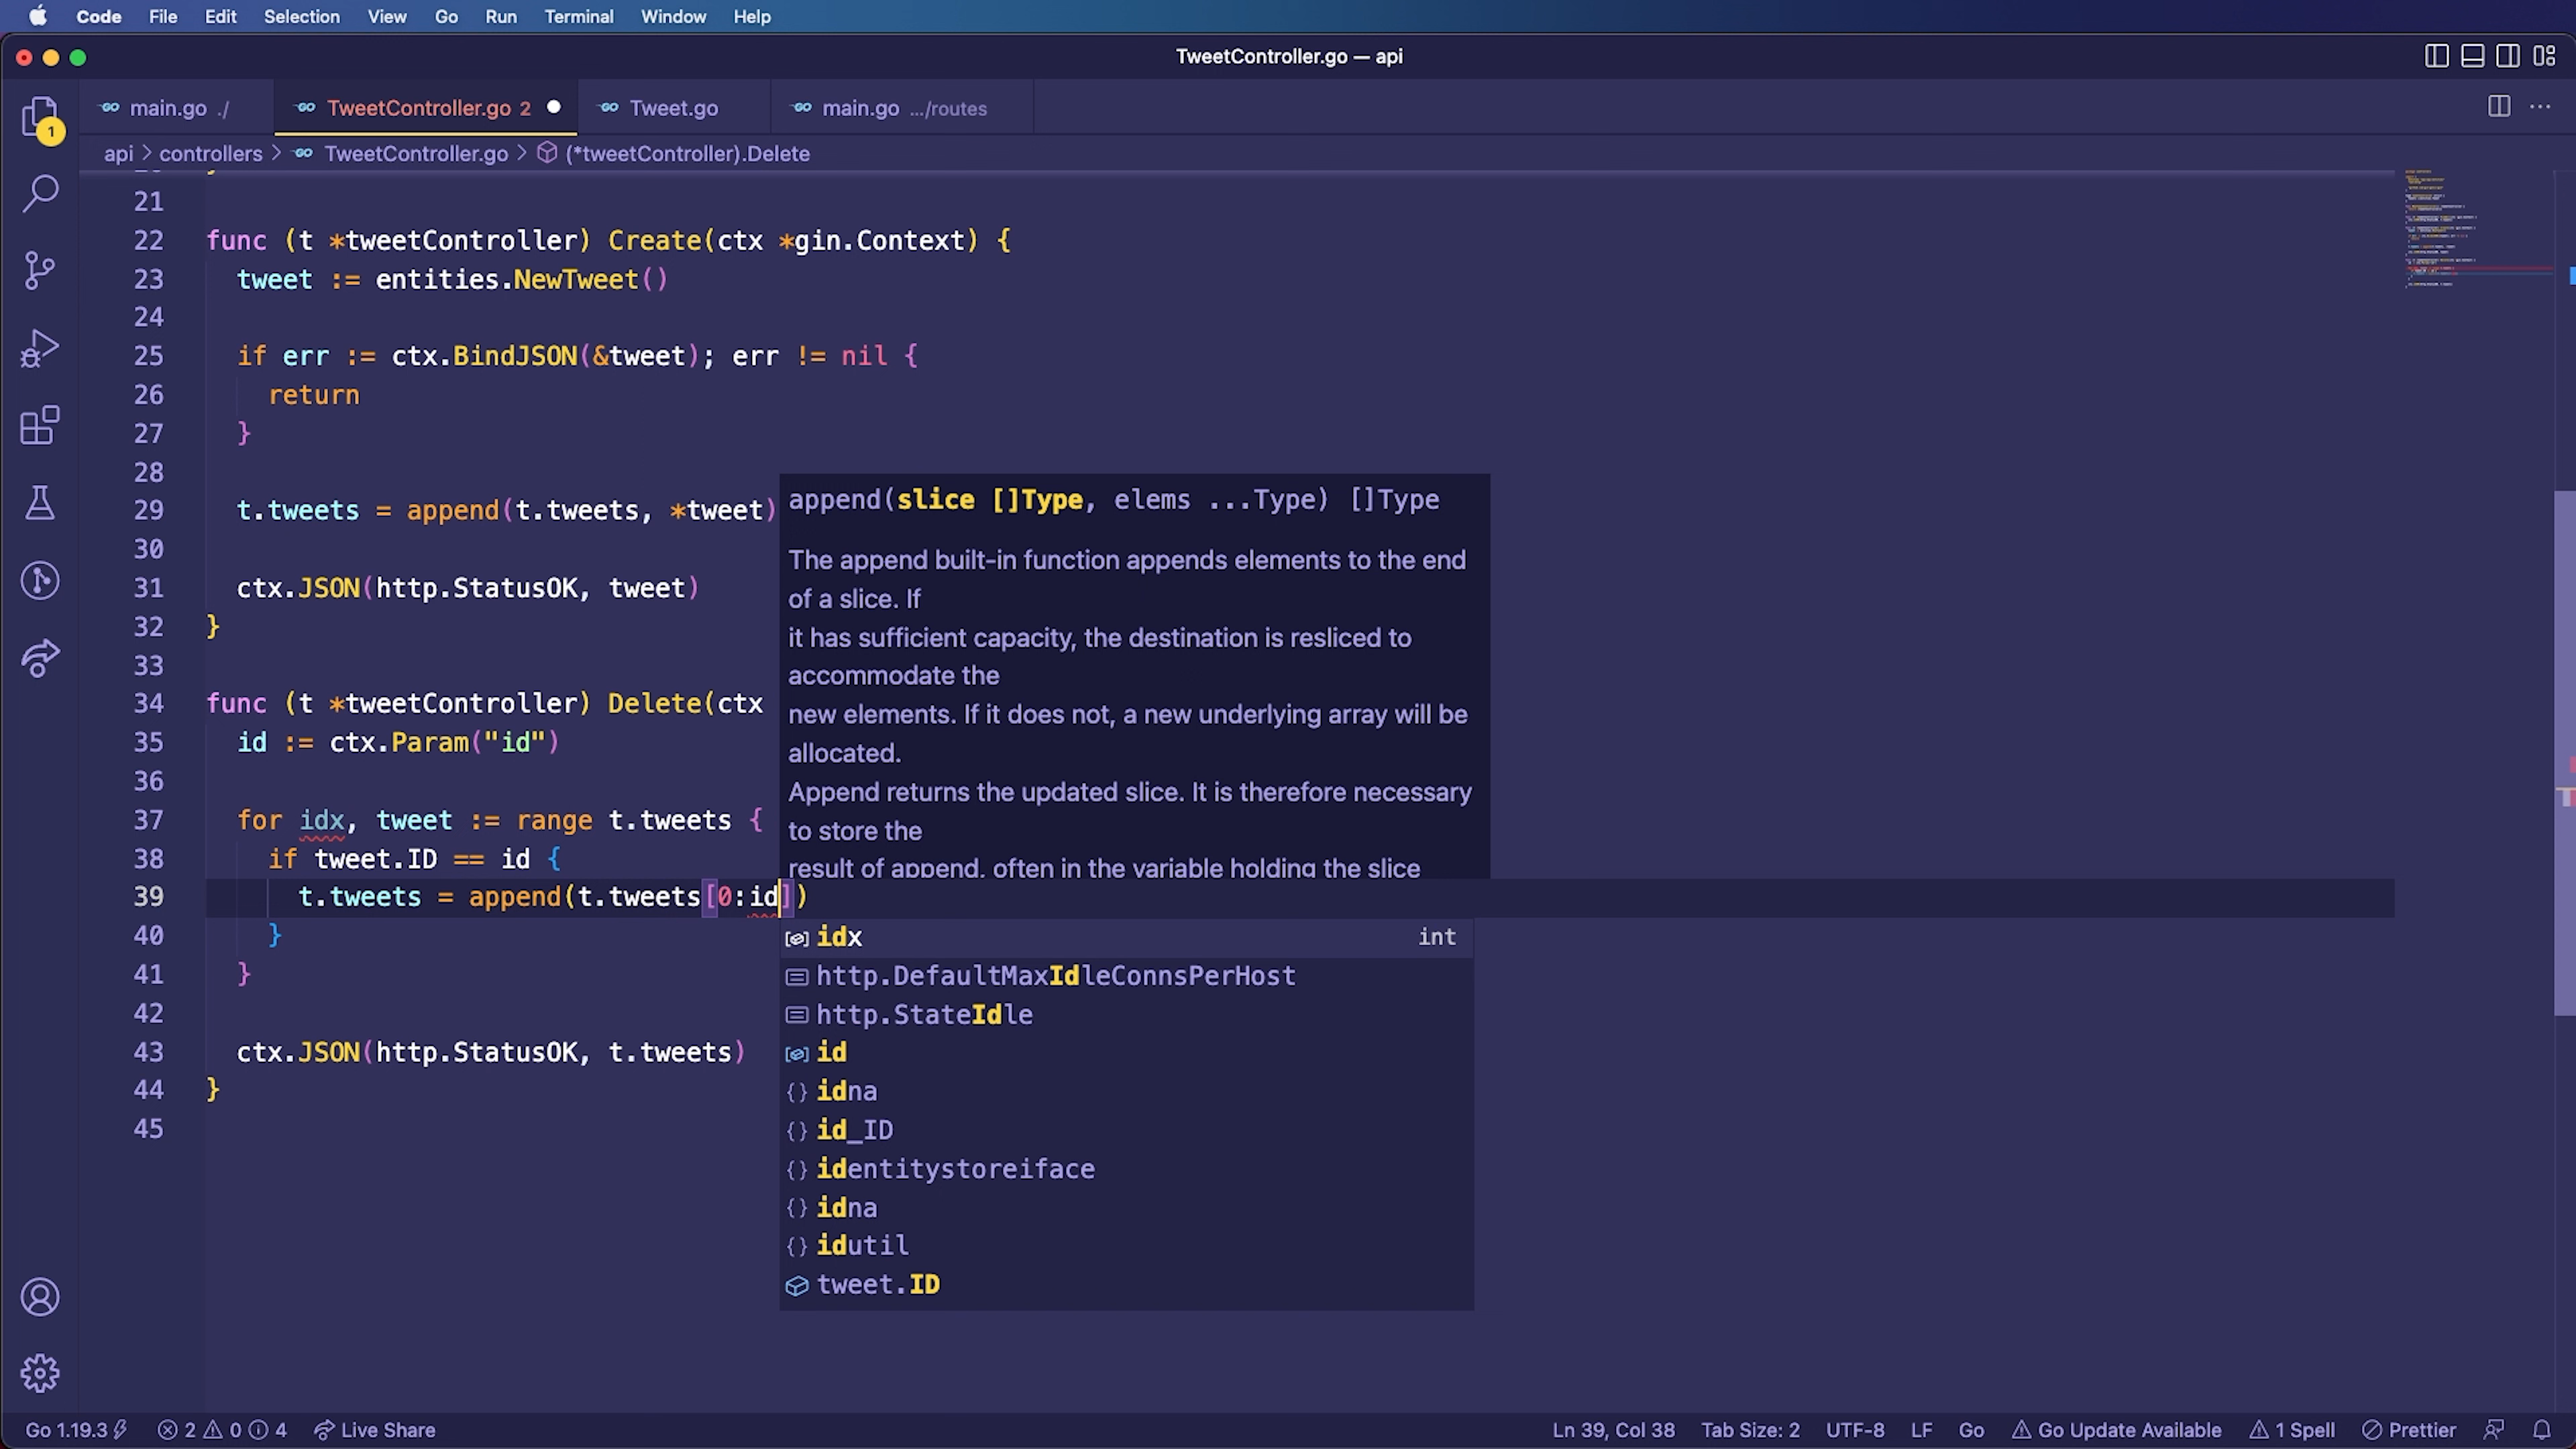 Code File Edit Selection View Go Run Terminal Window Help
TweetController.go — api
main.go ./ TweetController.go 2 Tweet.go main.go .../routes
1
api > controllers > TweetController.go > (*tweetController).Delete
21
22 func (t *tweetController) Create(ctx *gin.Context) {
23 tweet := entities.NewTweet()
24
25 if err := ctx.BindJSON(&tweet); err != nil {
26 return
27 }
28
29 t.tweets = append(t.tweets, *tweet)
30
31 ctx.JSON(http.StatusOK, tweet)
32 }
33
34 func (t *tweetController) Delete(ctx
35 id := ctx.Param("id")
36
37 for idx, tweet := range t.tweets {
38 if tweet.ID == id {
39 t.tweets = append(t.tweets[0:id])
40 }
41 }
42
43 ctx.JSON(http.StatusOK, t.tweets)
44 }
45
append(slice []Type, elems ...Type) []Type
The append built-in function appends elements to the end
of a slice. If
it has sufficient capacity, the destination is resliced to
accommodate the
new elements. If it does not, a new underlying array will be
allocated.
Append returns the updated slice. It is therefore necessary
to store the
result of append, often in the variable holding the slice
idx int
http.DefaultMaxIdleConnsPerHost
http.StateIdle
id
idna
id_ID
identitystoreiface
idna
idutil
tweet.ID
Go 1.19.3 2 0 4 Live Share Ln 39, Col 38 Tab Size: 2 UTF-8 LF Go Go Update Available 1 Spell Prettier